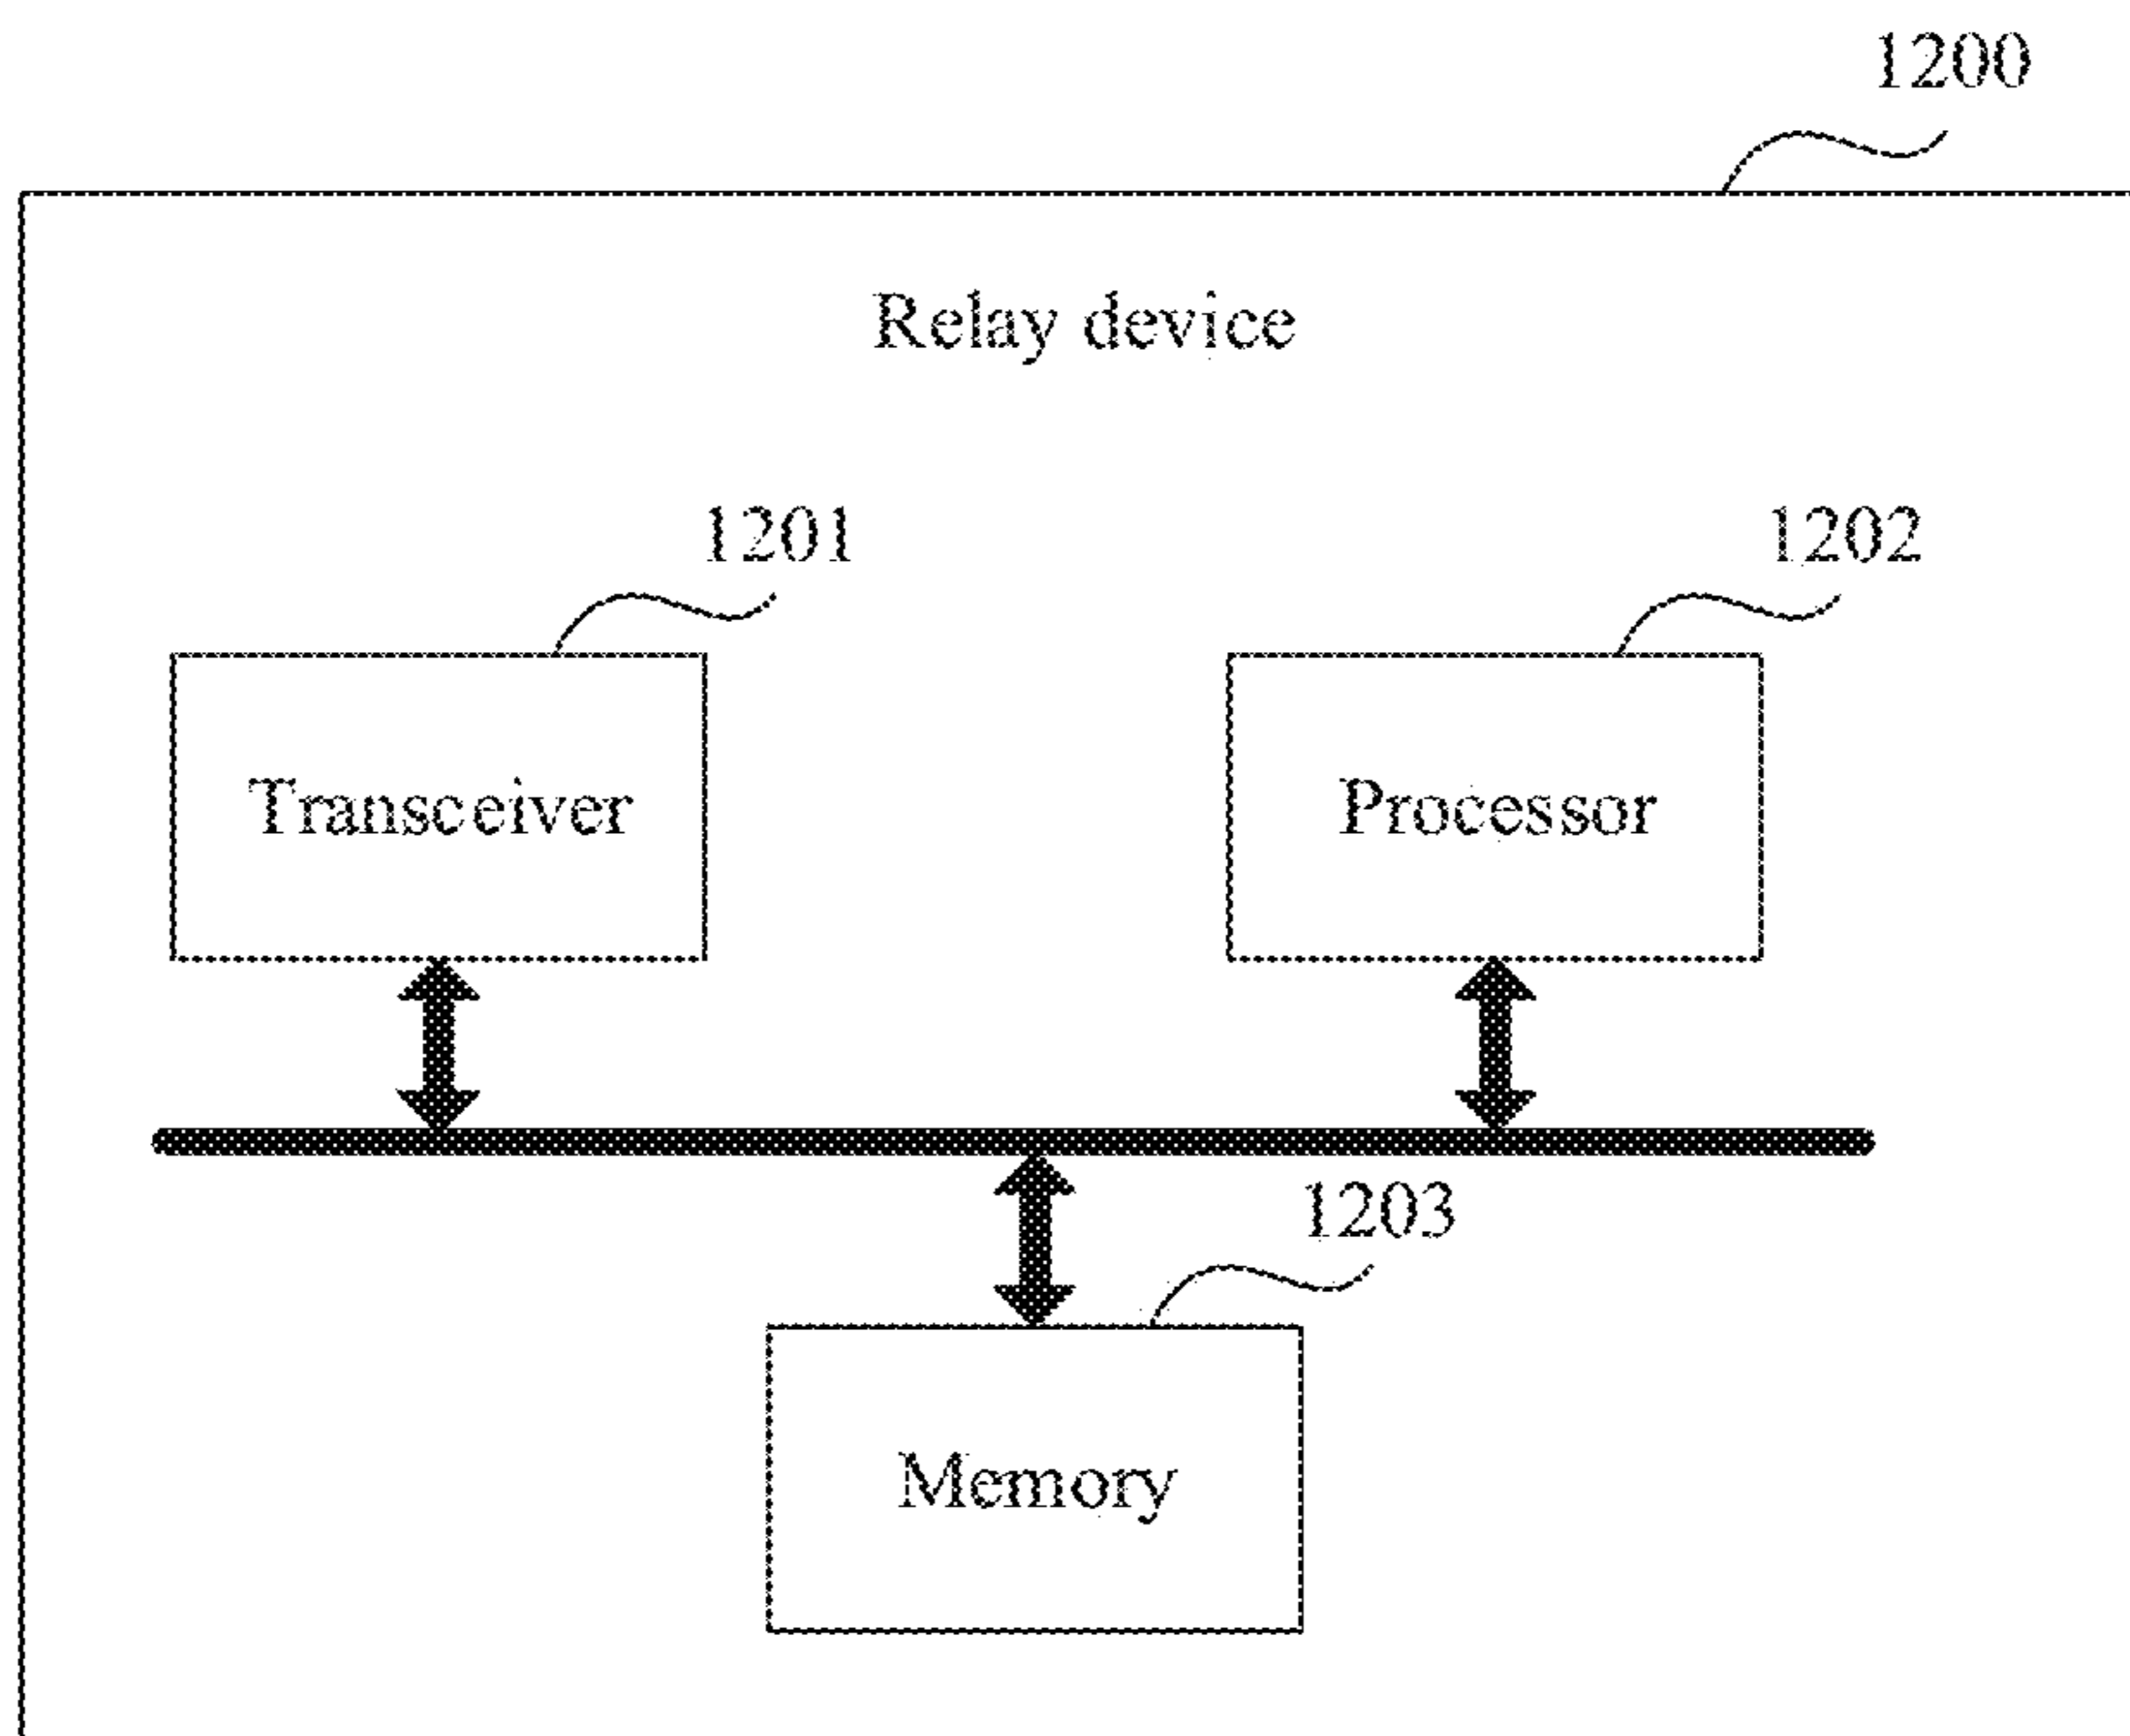 1200
Relay device
1201
1202
Transceiver
Processor
1203
Memory